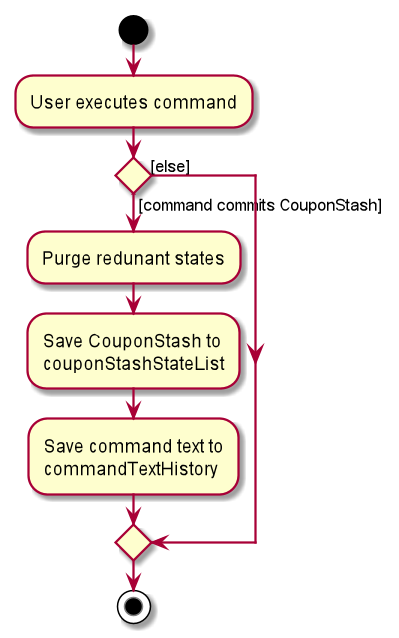 User executes command
[else]
[command commits CouponStash]
Purge redunant states
Save CouponStash to
couponStashStateList
Save command text to
commandTextHistory